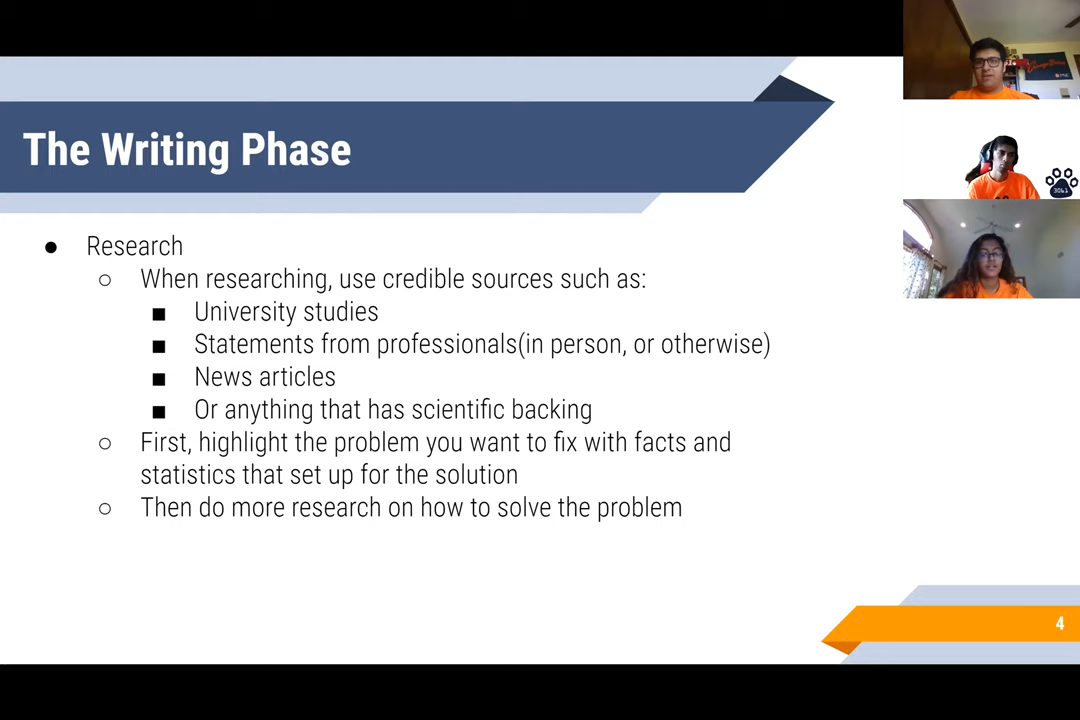 The Writing Phase
● Research
○ When researching, use credible sources such as:
■ University studies
■ Statements from professionals(in person, or otherwise)
■ News articles
■ Or anything that has scientific backing
○ First, highlight the problem you want to fix with facts and
statistics that set up for the solution
○ Then do more research on how to solve the problem
3061
4